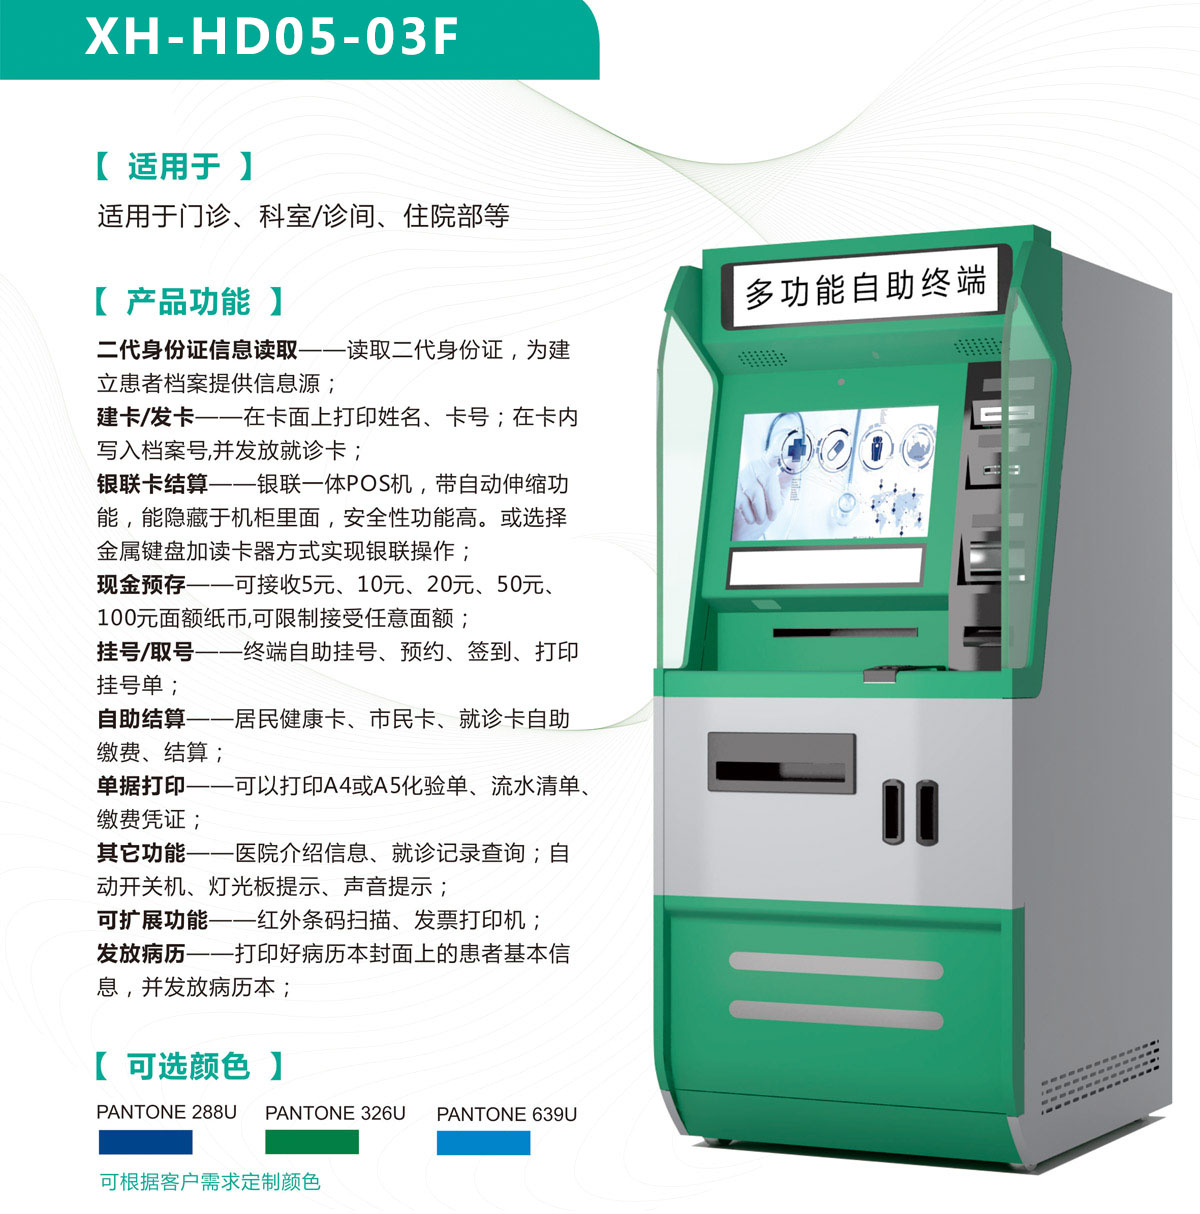 XH-HD05-03F
【 适用于 】
适用于门诊、科室/诊间、住院部等
【 产品功能 】
二代身份证信息读取——读取二代身份证，为建
立患者档案提供信息源；
建卡/发卡——在卡面上打印姓名、卡号；在卡内
写入档案号,并发放就诊卡；
银联卡结算——银联一体POS机，带自动伸缩功
能，能隐藏于机柜里面，安全性功能高。或选择
金属键盘加读卡器方式实现银联操作；
现金预存——可接收5元、10元、20元、50元、
100元面额纸币,可限制接受任意面额；
挂号/取号——终端自助挂号、预约、签到、打印
挂号单；
自助结算——居民健康卡、市民卡、就诊卡自助
缴费、结算；
单据打印——可以打印A4或A5化验单、流水清单、
缴费凭证；
其它功能——医院介绍信息、就诊记录查询；自
动开关机、灯光板提示、声音提示；
可扩展功能——红外条码扫描、发票打印机；
发放病历——打印好病历本封面上的患者基本信
息，并发放病历本；
【 可选颜色 】
PANTONE 288U PANTONE 326U PANTONE 639U
可根据客户需求定制颜色
多功能自助终端